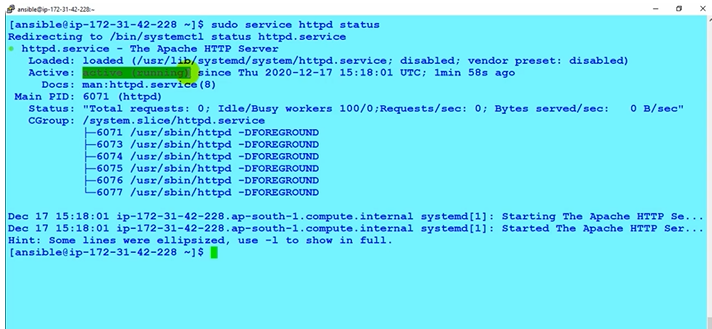 ansible@ip-172-31-42-228:~
[ansible@ip-172-31-42-228 ~]$ sudo service httpd status
Redirecting to /bin/systemctl status httpd.service
● httpd.service - The Apache HTTP Server
Loaded: loaded (/usr/lib/systemd/system/httpd.service; disabled; vendor preset: disabled)
Active: active (running) since Thu 2020-12-17 15:18:01 UTC; 1min 58s ago
Docs: man:httpd.service(8)
Main PID: 6071 (httpd)
Status: "Total requests: 0; Idle/Busy workers 100/0;Requests/sec: 0; Bytes served/sec:   0 B/sec"
CGroup: /system.slice/httpd.service
├─6071 /usr/sbin/httpd -DFOREGROUND
├─6073 /usr/sbin/httpd -DFOREGROUND
├─6074 /usr/sbin/httpd -DFOREGROUND
├─6075 /usr/sbin/httpd -DFOREGROUND
├─6076 /usr/sbin/httpd -DFOREGROUND
└─6077 /usr/sbin/httpd -DFOREGROUND
Dec 17 15:18:01 ip-172-31-42-228.ap-south-1.compute.internal systemd[1]: Starting The Apache HTTP Se...
Dec 17 15:18:01 ip-172-31-42-228.ap-south-1.compute.internal systemd[1]: Started The Apache HTTP Ser...
Hint: Some lines were ellipsized, use -l to show in full.
[ansible@ip-172-31-42-228 ~]$